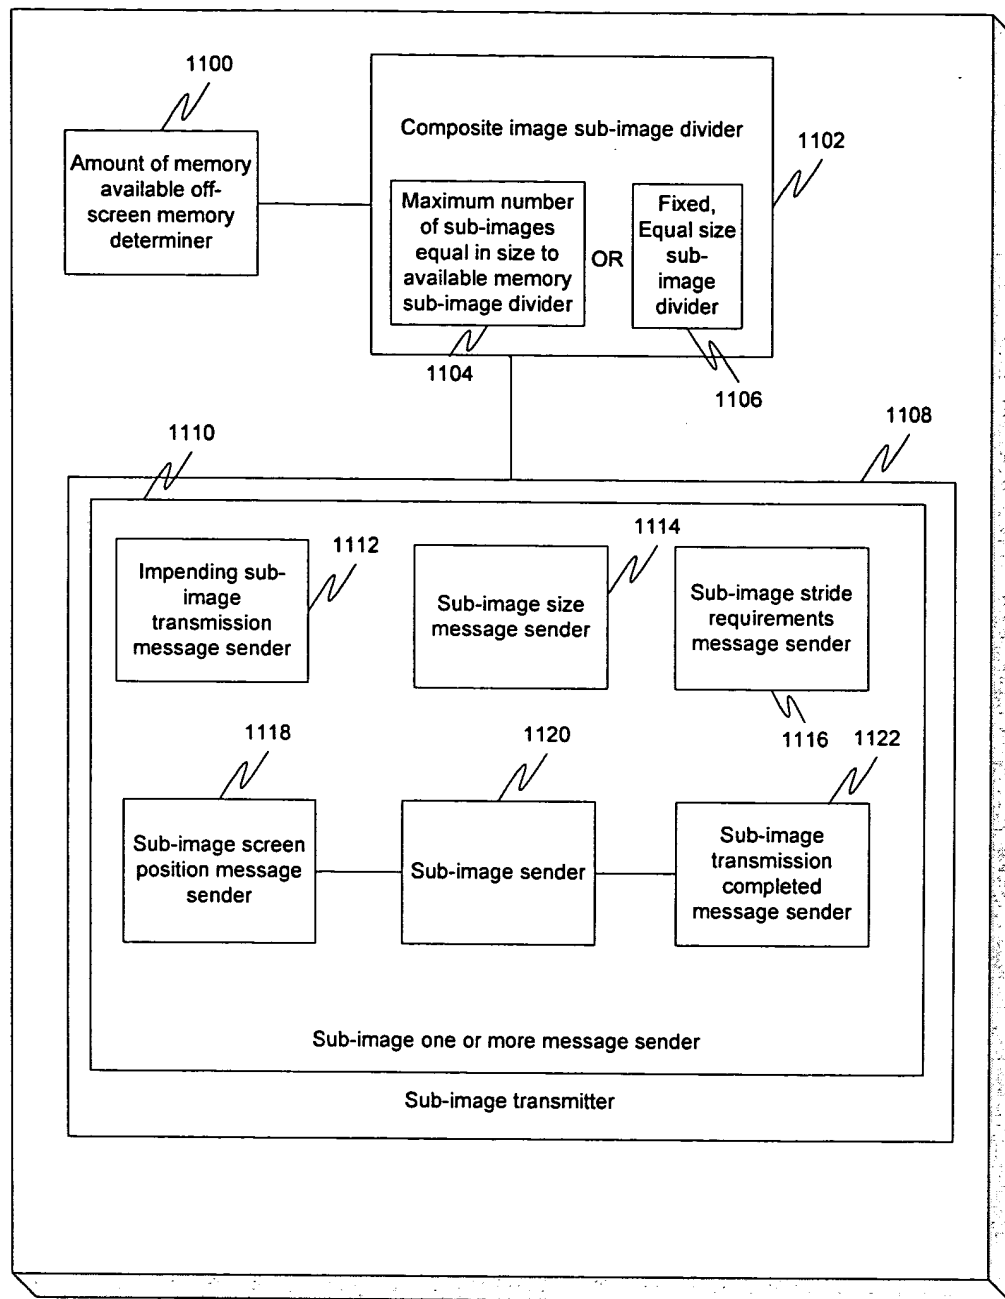 1100
Amount of memory
available off-
screen memory
determiner
Composite image sub-image divider
1102
Maximum number
of sub-images
equal in size to
available memory
sub-image divider
OR
Fixed,
Equal size
sub-
image
divider
1104
1106
1108
1110
1112
Impending sub-
image
transmission
message sender
1114
Sub-image size
message sender
Sub-image stride
requirements
message sender
1116
1118
Sub-image screen
position message
sender
1120
Sub-image sender
1122
Sub-image
transmission
completed
message sender
Sub-image one or more message sender
Sub-image transmitter